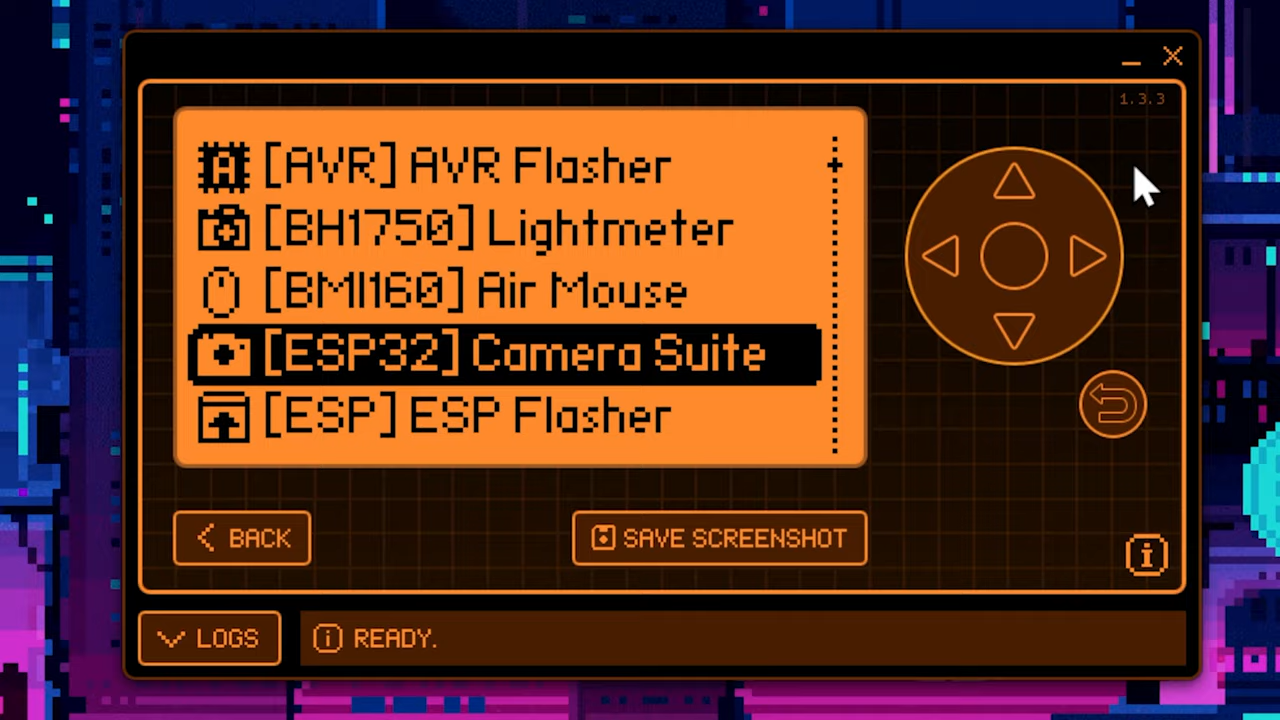 1.3.3
[AVR] AVR Flasher
[BH1750] Lightmeter
[BMI160] Air Mouse
[ESP32] Camera Suite
[ESP] ESP Flasher
BACK
SAVE SCREENSHOT
LOGS
READY.